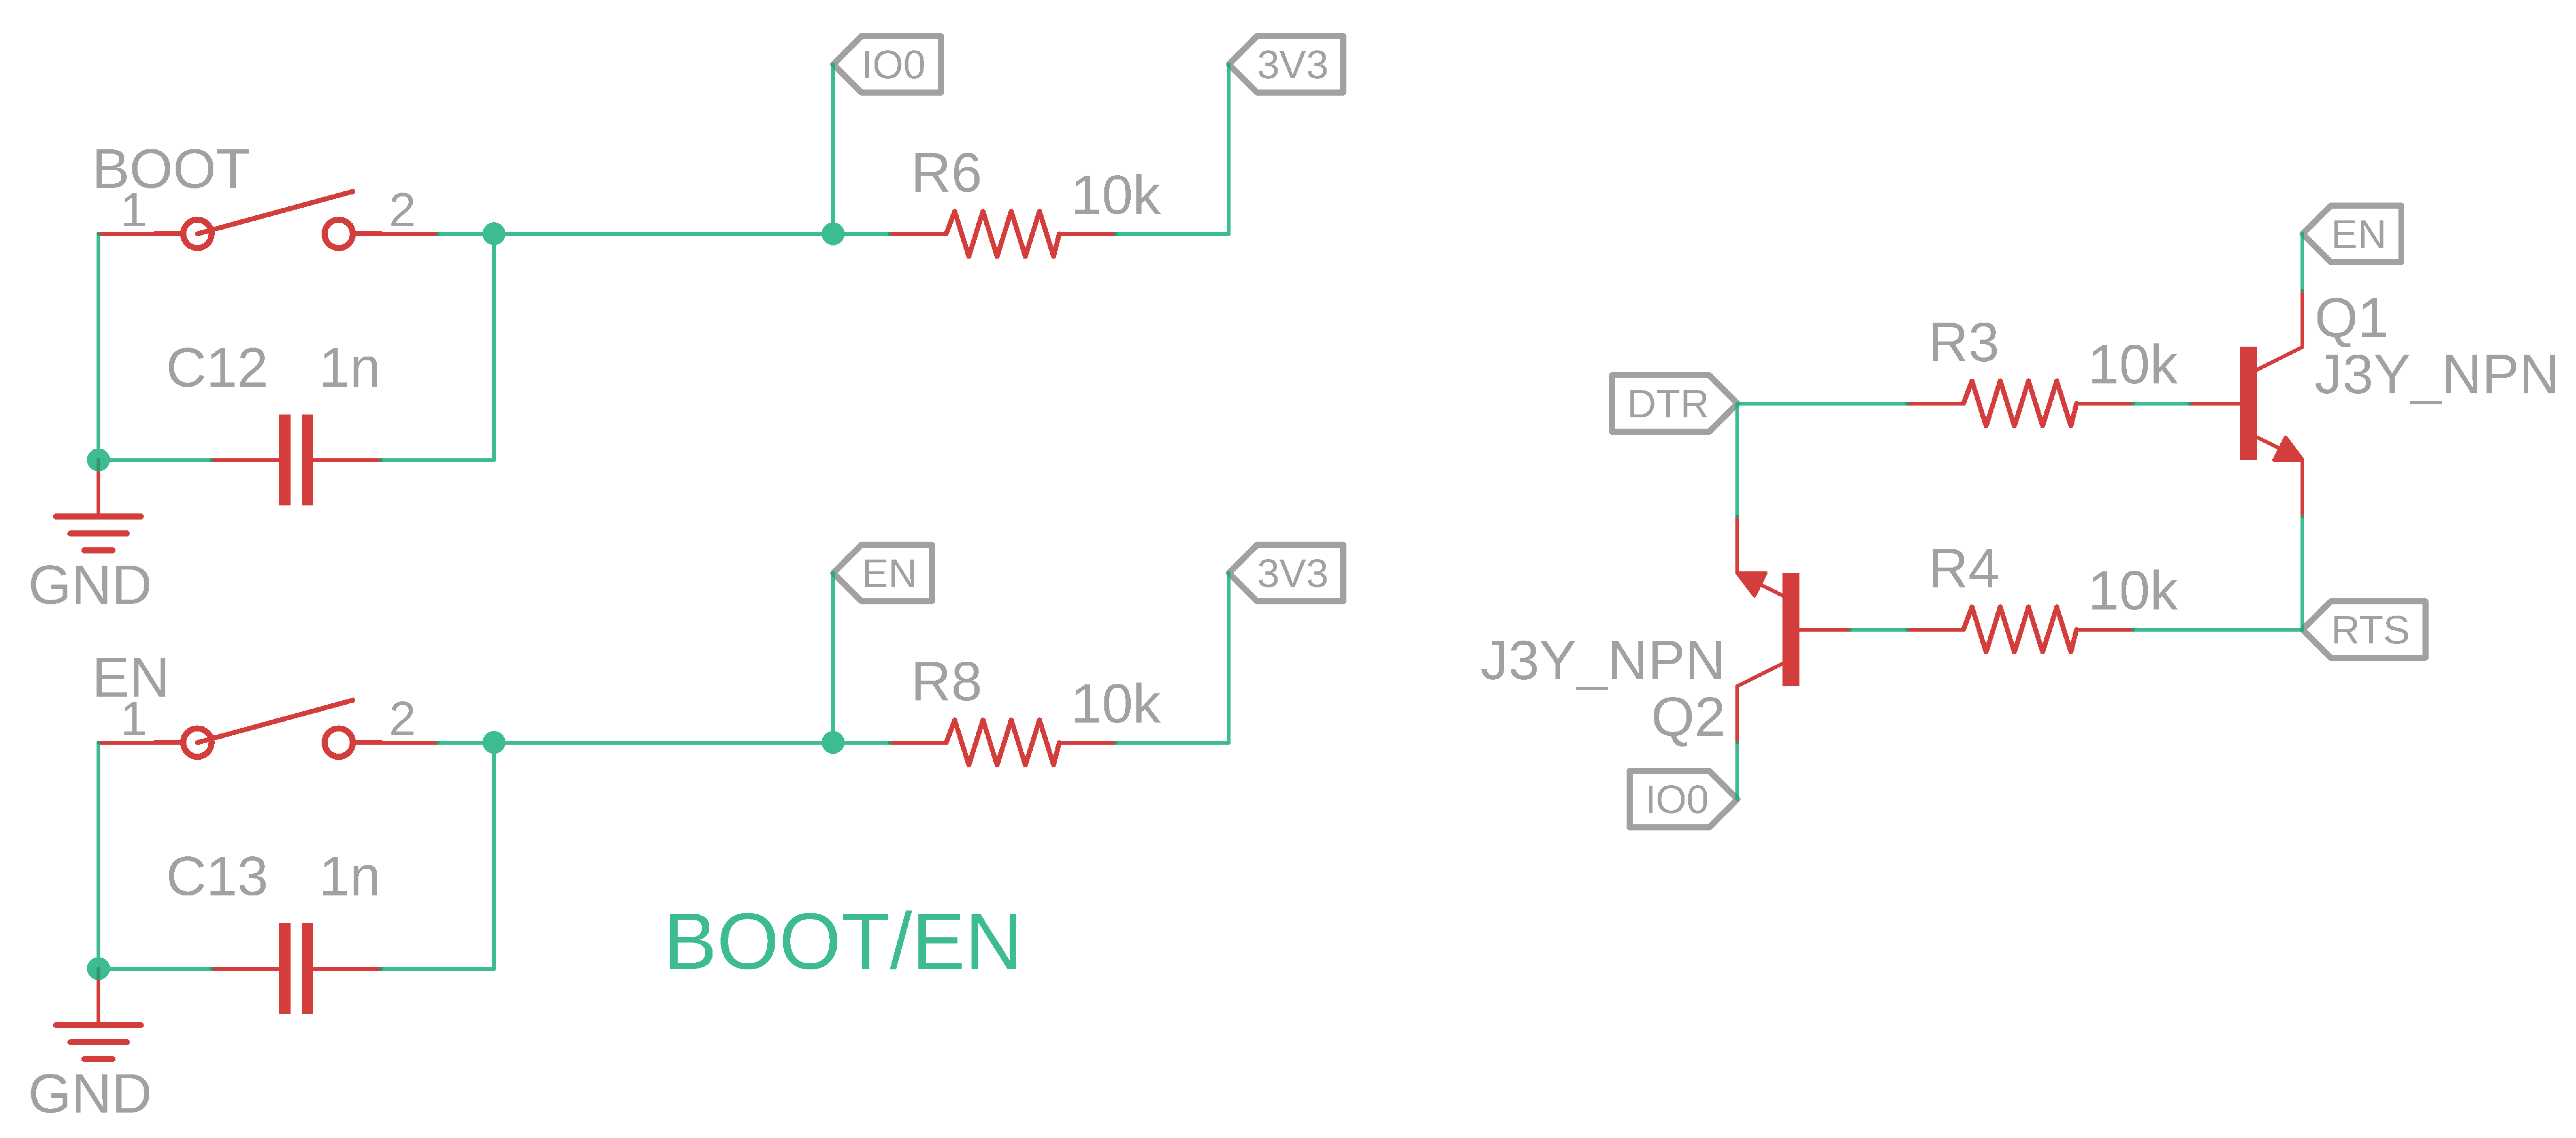 IO0
3V3
BOOT
1
2
R6
10k
C12
1n
GND
EN
3V3
EN
1
2
R8
10k
C13
1n
GND
BOOT/EN
EN
Q1
J3Y_NPN
R3
10k
DTR
R4
10k
RTS
J3Y_NPN
Q2
IO0